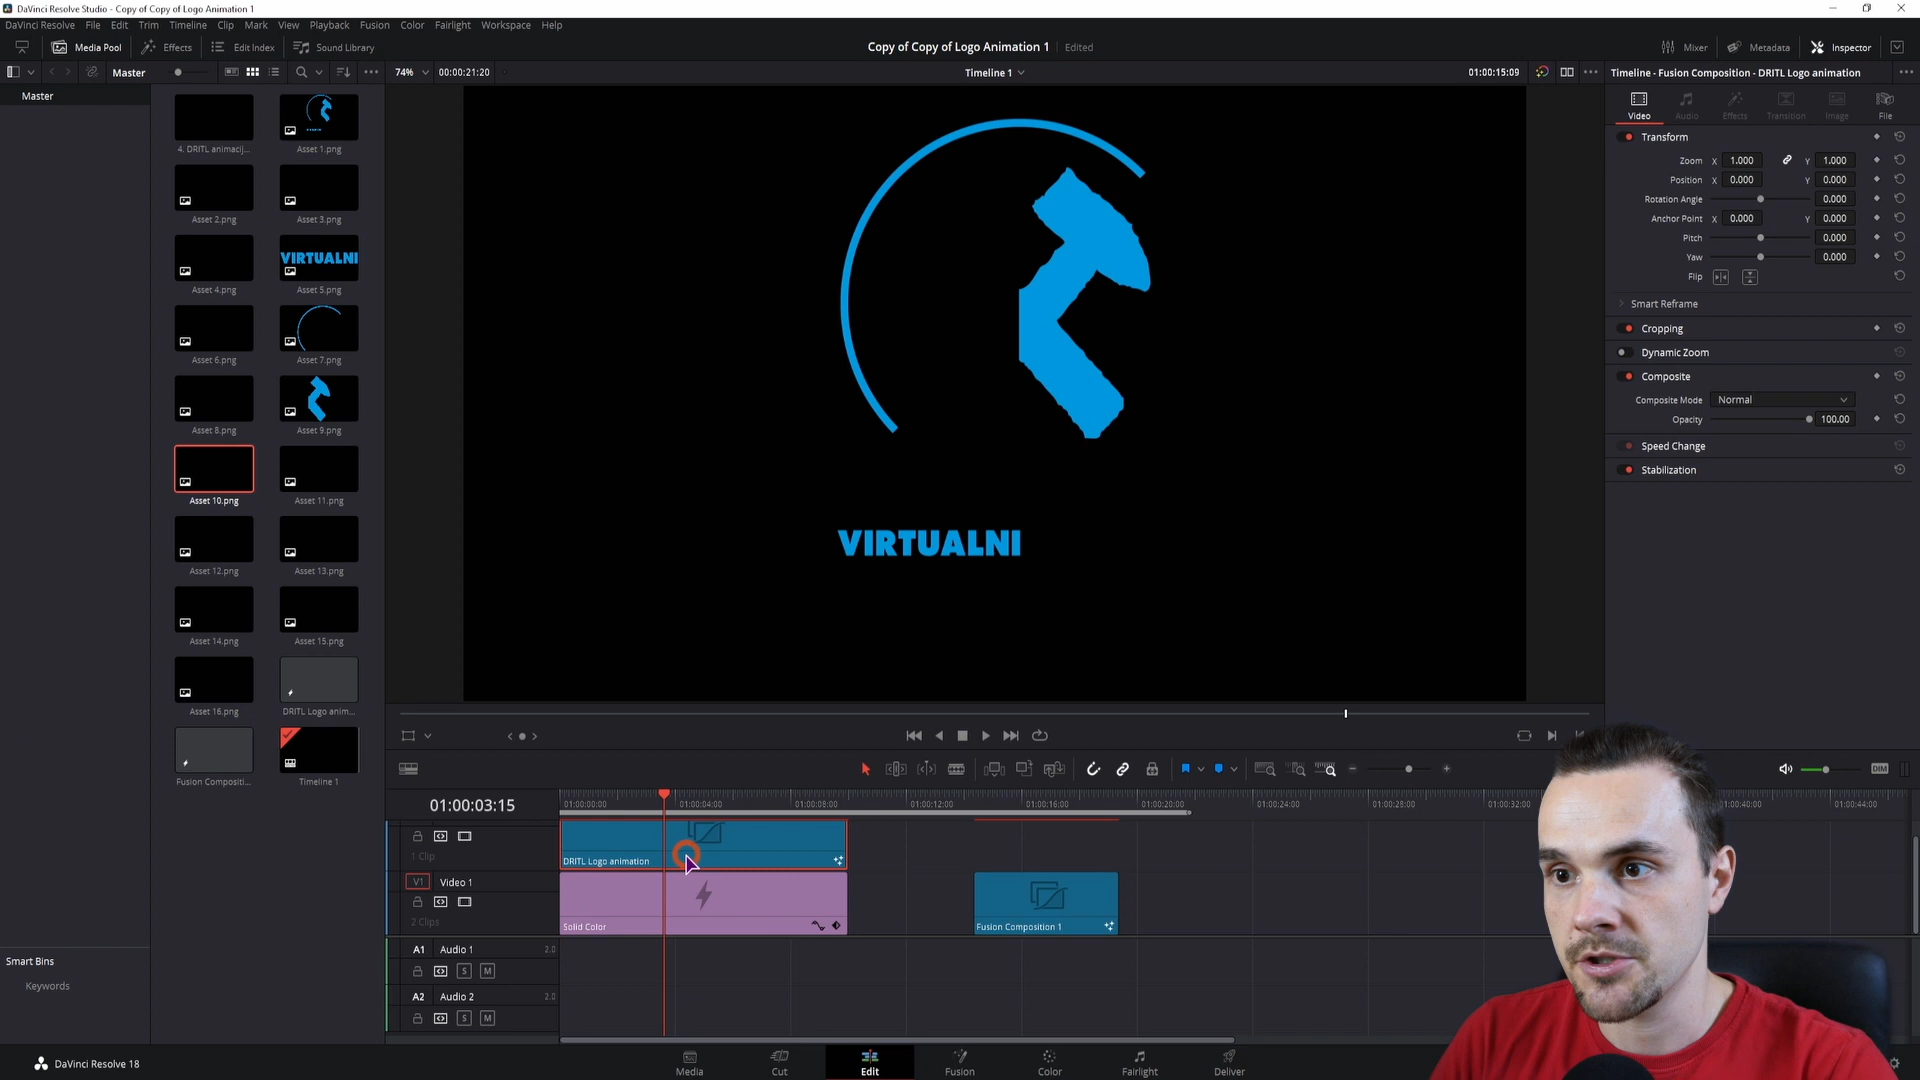 DaVinci Resolve Studio - Copy of Copy of Logo Animation 1
DaVinci Resolve File Edit Trim Timeline Clip Mark View Playback Fusion Color Fairlight Workspace Help
Media Pool Effects Edit Index Sound Library
Copy of Copy of Logo Animation 1 Edited
Mixer Metadata Inspector
Master
74% 00:00:21:20
Timeline 1
01:00:15:09
Timeline - Fusion Composition - DRITL Logo animation
Master
4. DRITL animacij... Asset 1.png
Asset 2.png Asset 3.png
VIRTUALNI
Asset 4.png Asset 5.png
Asset 6.png Asset 7.png
Asset 8.png Asset 9.png
Asset 10.png Asset 11.png
Asset 12.png Asset 13.png
Asset 14.png Asset 15.png
Asset 16.png DRITL Logo anim...
Fusion Compositi... Timeline 1
Smart Bins
Keywords
VIRTUALNI
Video Audio Effects Transition Image File
Transform
Zoom X 1.000 Y 1.000
Position X 0.000 Y 0.000
Rotation Angle 0.000
Anchor Point X 0.000 Y 0.000
Pitch 0.000
Yaw 0.000
Flip
Smart Reframe
Cropping
Dynamic Zoom
Composite
Composite Mode Normal
Opacity 100.00
Speed Change
Stabilization
DIM
01:00:03:15
01:00:00:00 01:00:04:00 01:00:08:00 01:00:12:00 01:00:16:00 01:00:20:00 01:00:24:00 01:00:28:00 01:00:32:00 01:00:40:00 01:00:44:00
1 Clip
DRITL Logo animation
V1 Video 1
2 Clips
Solid Color
Fusion Composition 1
A1 Audio 1 2.0
S M
A2 Audio 2 2.0
S M
DaVinci Resolve 18
Media Cut Edit Fusion Color Fairlight Deliver